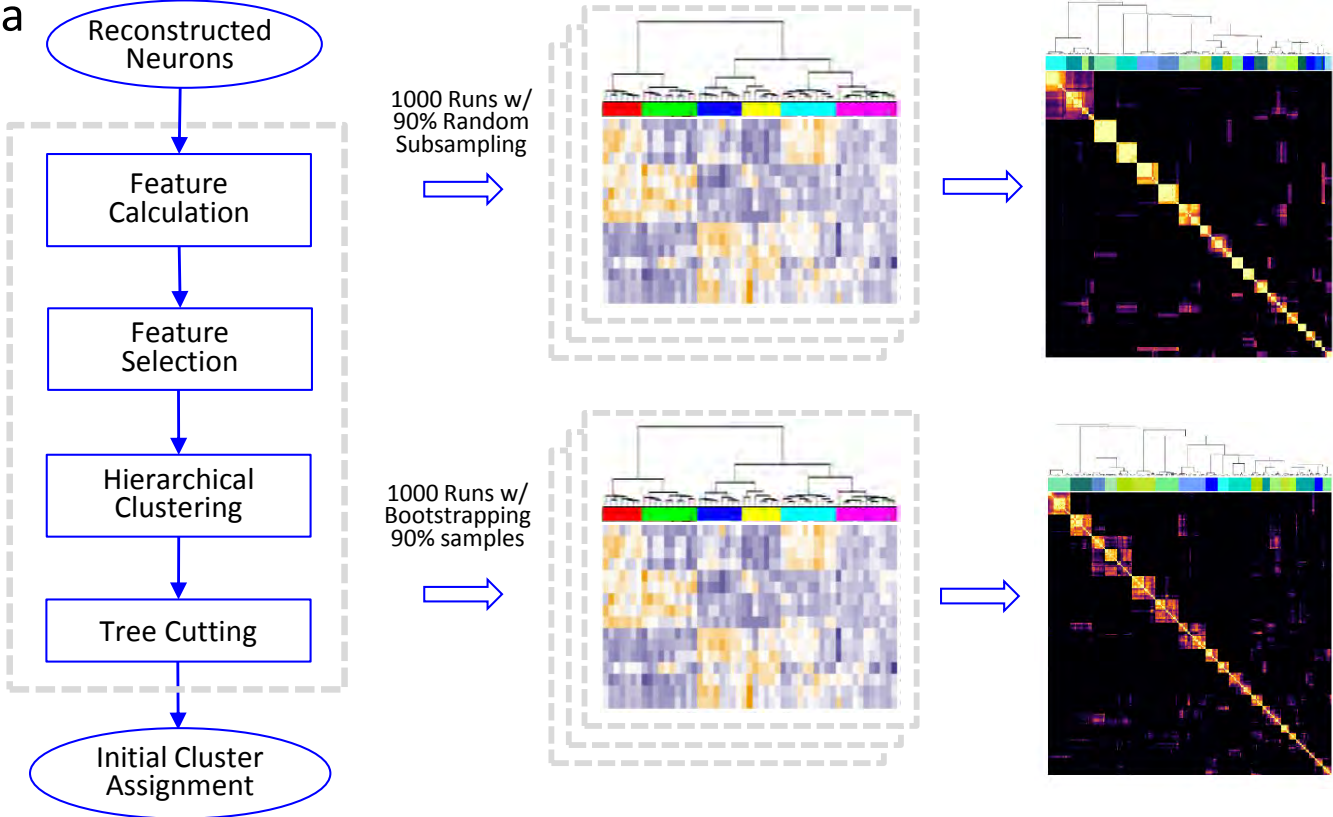 a
Reconstructed
Neurons
Feature
Calculation
Feature
Selection
Hierarchical
Clustering
Tree Cutting
Initial Cluster
Assignment
1000 Runs w/
90% Random
Subsampling
1000 Runs w/
Bootstrapping
90% samples